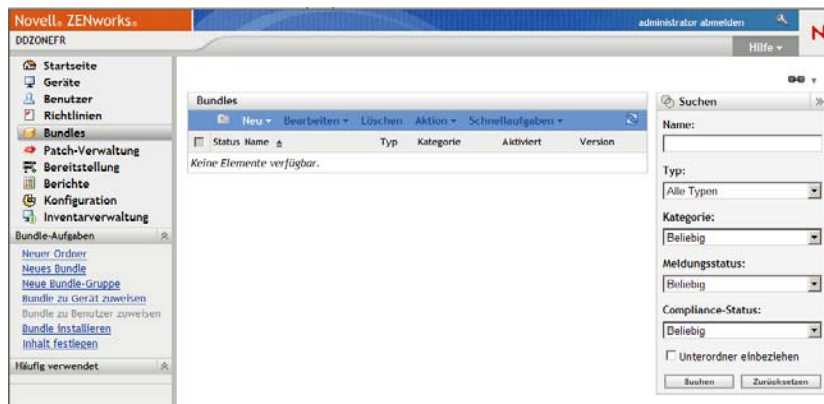 Novell® ZENworks®
administrator abmelden
DDZONEFR
Hilfe
N
Startseite
Geräte
Benutzer
Richtlinien
Bundles
Patch-Verwaltung
Bereitstellung
Berichte
Konfiguration
Inventarverwaltung
Bundle-Aufgaben
Neuer Ordner
Neues Bundle
Neue Bundle-Gruppe
Bundle zu Gerät zuweisen
Bundle zu Benutzer zuweisen
Bundle installieren
Inhalt festlegen
Häufig verwendet
Bundles
Neu Bearbeiten Löschen Aktion Schnellaufgaben
Status Name Typ Kategorie Aktiviert Version
Keine Elemente verfügbar.
Suchen
Name:
Typ:
Alle Typen
Kategorie:
Beliebig
Meldungsstatus:
Beliebig
Compliance-Status:
Beliebig
Unterordner einbeziehen
Suchen Zurücksetzen